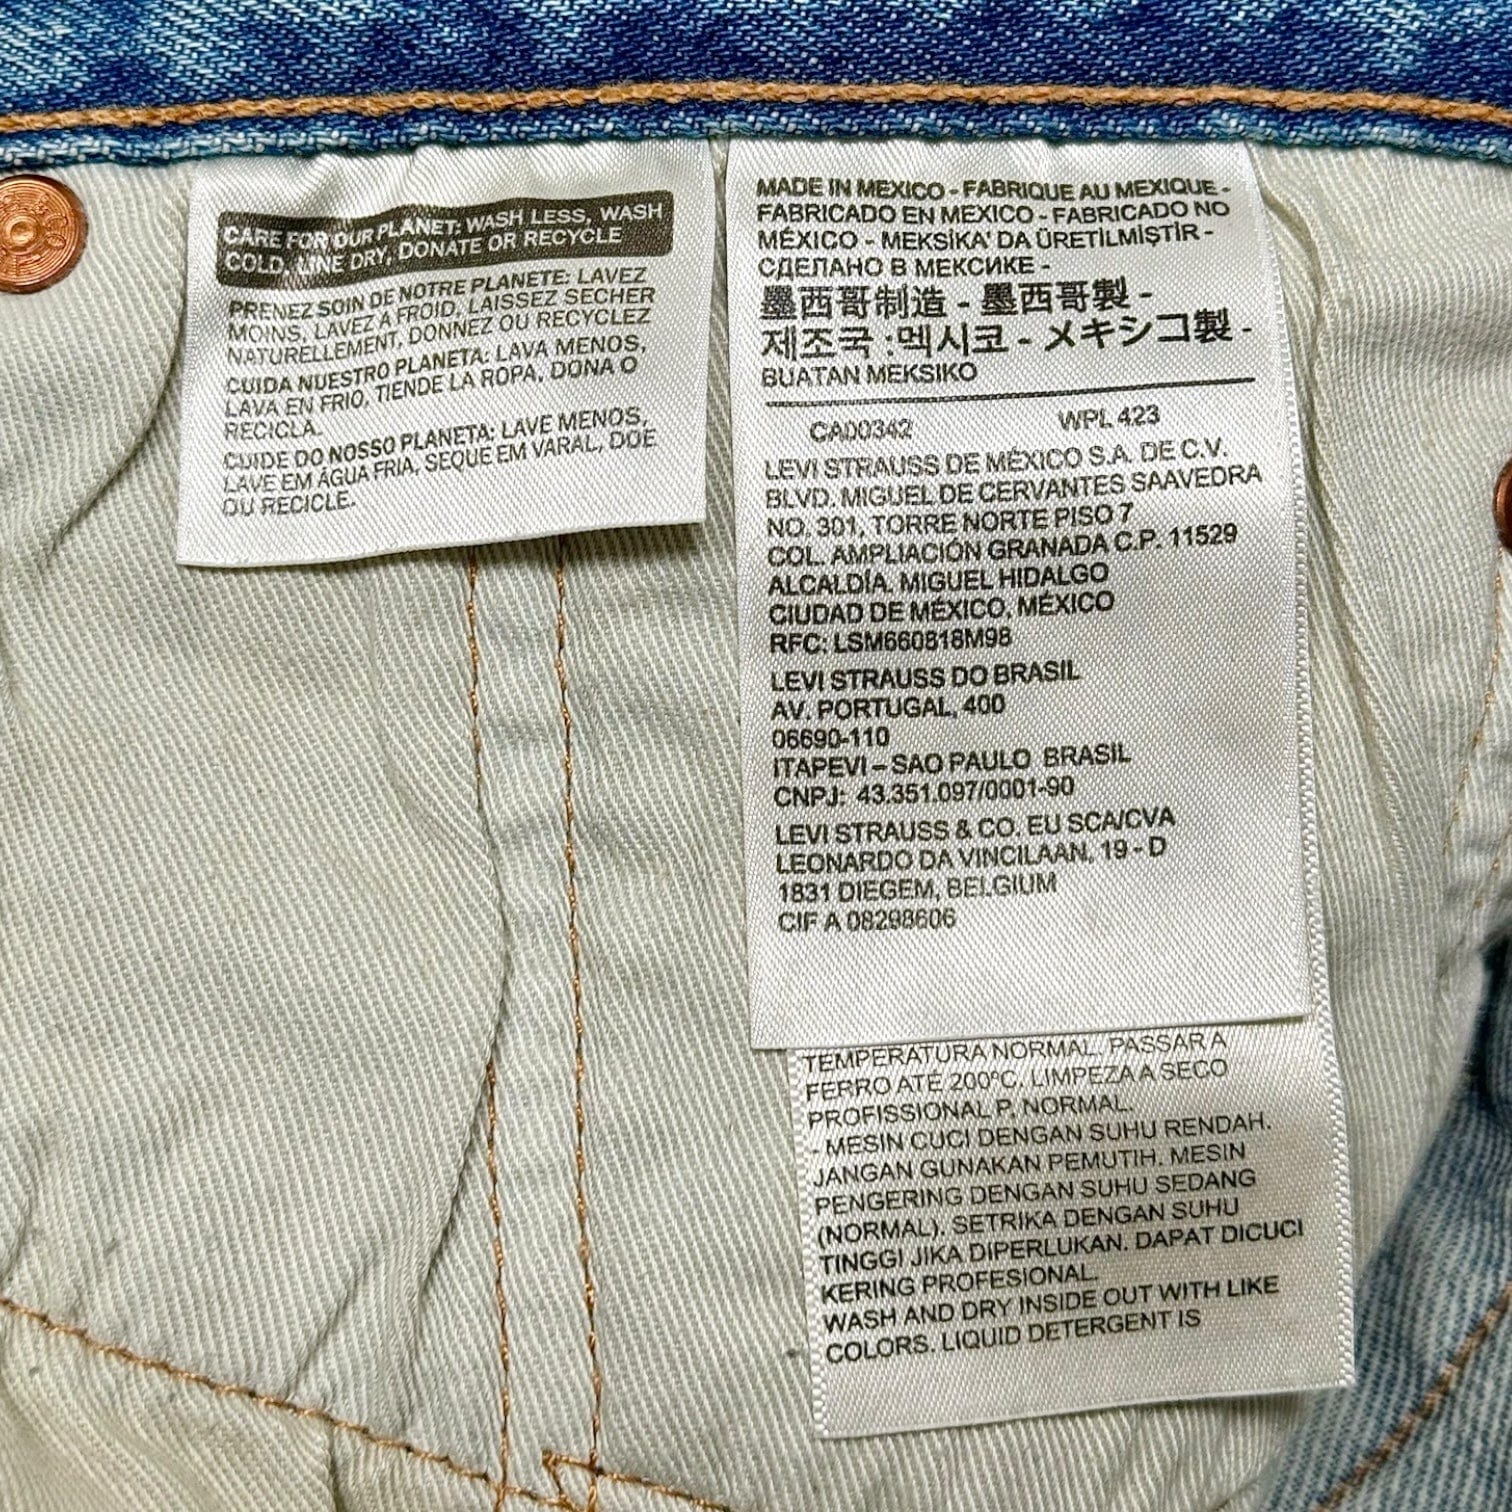 CARE FOR OUR PLANET: WASH LESS, WASH
COLD, LINE DRY, DONATE OR RECYCLE
PRENEZ SOIN DE NOTRE PLANETE: LAVEZ
MOINS, LAVEZ A FROID, LAISSEZ SECHER
NATURELLEMENT, DONNEZ OU RECYCLEZ
CUIDA NUESTRO PLANETA: LAVA MENOS,
LAVA EN FRIO, TIENDE LA ROPA, DONA O
RECICLA.
CUIDE DO NOSSO PLANETA: LAVE MENOS,
LAVE EM ÁGUA FRIA, SEQUE EM VARAL, DOE
OU RECICLE.
MADE IN MEXICO - FABRIQUE AU MEXIQUE -
FABRICADO EN MEXICO - FABRICADO NO
MÉXICO - MEKSİKA' DA ÜRETİLMİŞTİR -
СДЕЛАНО В МЕКСИКЕ -
墨西哥制造 - 墨西哥製 -
제조국 :멕시코 - メキシコ製 -
BUATAN MEKSIKO
CA00342 WPL 423
LEVI STRAUSS DE MÉXICO S.A. DE C.V.
BLVD. MIGUEL DE CERVANTES SAAVEDRA
NO. 301, TORRE NORTE PISO 7
COL. AMPLIACIÓN GRANADA C.P. 11529
ALCALDÍA. MIGUEL HIDALGO
CIUDAD DE MÉXICO, MÉXICO
RFC: LSM660818M98
LEVI STRAUSS DO BRASIL
AV. PORTUGAL, 400
06690-110
ITAPEVI – SAO PAULO BRASIL
CNPJ: 43.351.097/0001-90
LEVI STRAUSS & CO. EU SCA/CVA
LEONARDO DA VINCILAAN, 19 - D
1831 DIEGEM, BELGIUM
CIF A 08298606
TEMPERATURA NORMAL. PASSAR A
FERRO ATÉ 200°C. LIMPEZA A SECO
PROFISSIONAL P, NORMAL.
- MESIN CUCI DENGAN SUHU RENDAH.
JANGAN GUNAKAN PEMUTIH. MESIN
PENGERING DENGAN SUHU SEDANG
(NORMAL). SETRIKA DENGAN SUHU
TINGGI JIKA DIPERLUKAN. DAPAT DICUCI
KERING PROFESIONAL.
WASH AND DRY INSIDE OUT WITH LIKE
COLORS. LIQUID DETERGENT IS